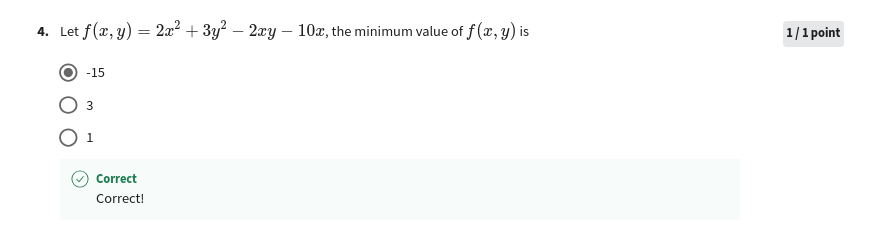 4. Let f(x, y) = 2x² + 3y² − 2xy − 10x, the minimum value of f(x, y) is 1 / 1 point
-15
3
1
Correct
Correct!